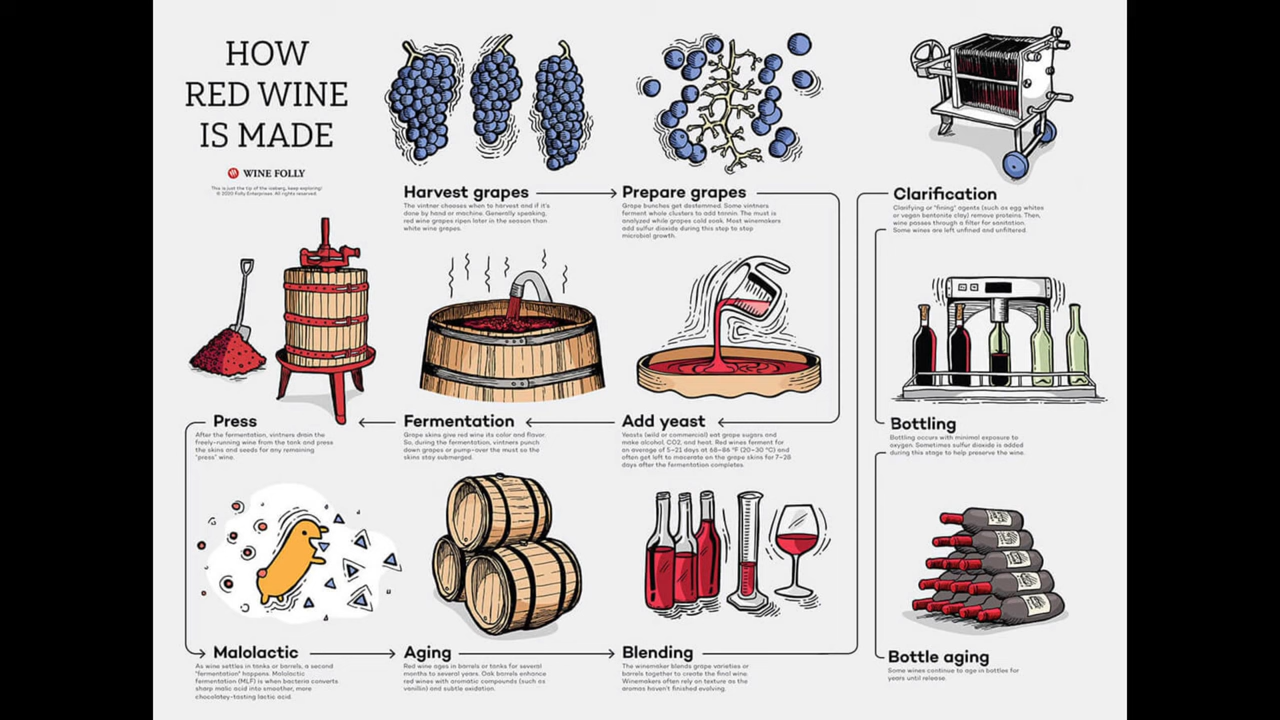 HOW
RED WINE
IS MADE
WINE FOLLY
This is just the tip of the iceberg, keep exploring!
© 2020 Folly Enterprises. All rights reserved.
Harvest grapes
The vintner chooses when to harvest and if it's
done by hand or machine. Generally speaking,
red wine grapes ripen later in the season than
white wine grapes.
Prepare grapes
Grape bunches get destemmed. Some vintners
ferment whole clusters to add tannin. The must is
analyzed while grapes cold soak. Most winemakers
add sulfur dioxide during this step to stop
microbial growth.
Add yeast
Yeasts (wild or commercial) eat grape sugars and
make alcohol, CO2, and heat. Red wines ferment for
an average of 5–21 days at 68–86 °F (20–30 °C) and
often get left to macerate on the grape skins for 7–28
days after the fermentation completes.
Fermentation
Grape skins give red wine its color and flavor.
So, during the fermentation, vintners punch
down grapes or pump-over the must so the
skins stay submerged.
Press
After the fermentation, vintners drain the
freely-running wine from the tank and press
the skins and seeds for any remaining
"press" wine.
Malolactic
As wine settles in tanks or barrels, a second
"fermentation" happens. Malolactic
fermentation (MLF) is when bacteria converts
sharp malic acid into smoother, more
chocolatey-tasting lactic acid.
Aging
Red wine ages in barrels or tanks for several
months to several years. Oak barrels enhance
red wines with aromatic compounds (such as
vanillin) and subtle oxidation.
Blending
The winemaker blends grape varieties or
barrels together to create the final wine.
Winemakers often rely on texture as the
aromas haven't finished evolving.
Clarification
Clarifying or "fining" agents (such as egg whites
or vegan bentonite clay) remove proteins. Then,
wine passes through a filter for sanitation.
Some wines are left unfined and unfiltered.
Bottling
Bottling occurs with minimal exposure to
oxygen. Sometimes sulfur dioxide is added
during this stage to help preserve the wine.
Bottle aging
Some wines continue to age in bottles for
years until release.